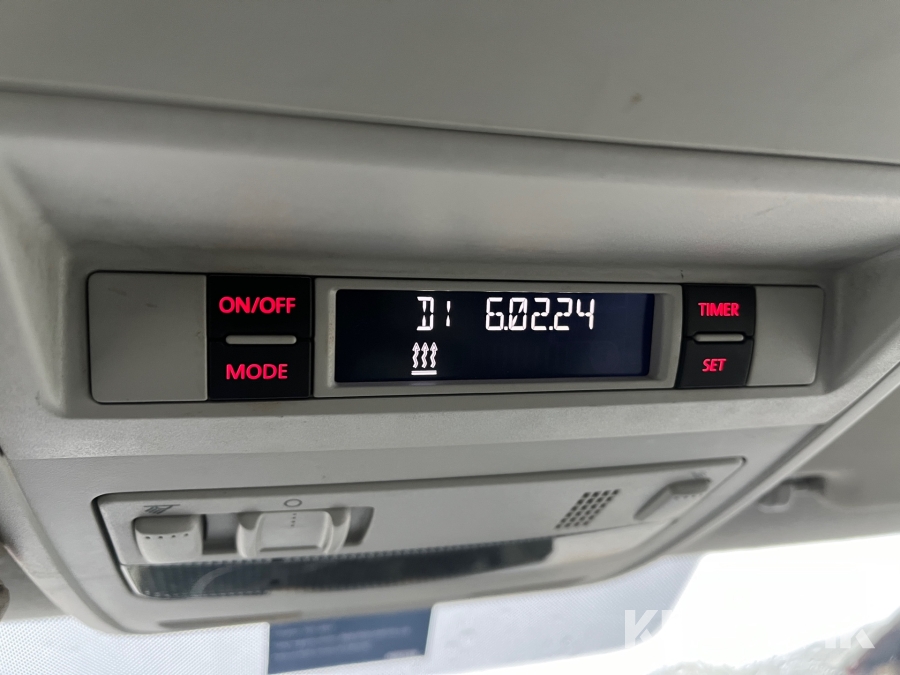 ON/OFF
MODE
DI 6.02.24
TIMER
SET